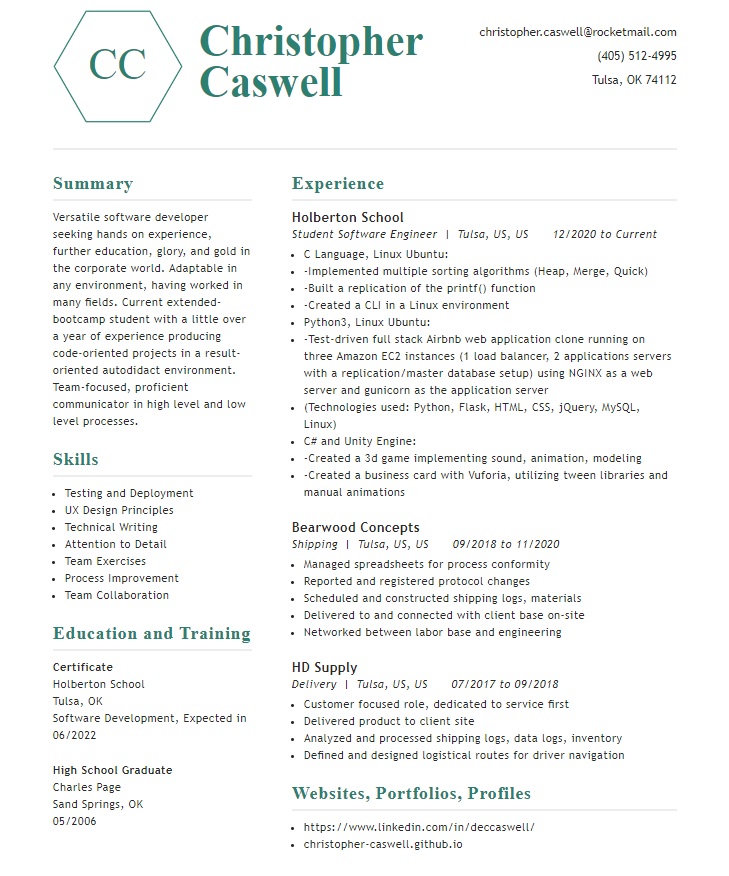 CC
Christopher
Caswell
christopher.caswell@rocketmail.com
(405) 512-4995
Tulsa, OK 74112
Summary
Versatile software developer
seeking hands on experience,
further education, glory, and gold in
the corporate world. Adaptable in
any environment, having worked in
many fields. Current extended-
bootcamp student with a little over
a year of experience producing
code-oriented projects in a result-
oriented autodidact environment.
Team-focused, proficient
communicator in high level and low
level processes.
Skills
• Testing and Deployment
• UX Design Principles
• Technical Writing
• Attention to Detail
• Team Exercises
• Process Improvement
• Team Collaboration
Education and Training
Certificate
Holberton School
Tulsa, OK
Software Development, Expected in
06/2022
High School Graduate
Charles Page
Sand Springs, OK
05/2006
Experience
Holberton School
Student Software Engineer | Tulsa, US, US 12/2020 to Current
• C Language, Linux Ubuntu:
• -Implemented multiple sorting algorithms (Heap, Merge, Quick)
• -Built a replication of the printf() function
• -Created a CLI in a Linux environment
• Python3, Linux Ubuntu:
• -Test-driven full stack Airbnb web application clone running on
three Amazon EC2 instances (1 load balancer, 2 applications servers
with a replication/master database setup) using NGINX as a web
server and gunicorn as the application server
• (Technologies used: Python, Flask, HTML, CSS, jQuery, MySQL,
Linux)
• C# and Unity Engine:
• -Created a 3d game implementing sound, animation, modeling
• -Created a business card with Vuforia, utilizing tween libraries and
manual animations
Bearwood Concepts
Shipping | Tulsa, US, US 09/2018 to 11/2020
• Managed spreadsheets for process conformity
• Reported and registered protocol changes
• Scheduled and constructed shipping logs, materials
• Delivered to and connected with client base on-site
• Networked between labor base and engineering
HD Supply
Delivery | Tulsa, US, US 07/2017 to 09/2018
• Customer focused role, dedicated to service first
• Delivered product to client site
• Analyzed and processed shipping logs, data logs, inventory
• Defined and designed logistical routes for driver navigation
Websites, Portfolios, Profiles
• https://www.linkedin.com/in/deccaswell/
• christopher-caswell.github.io